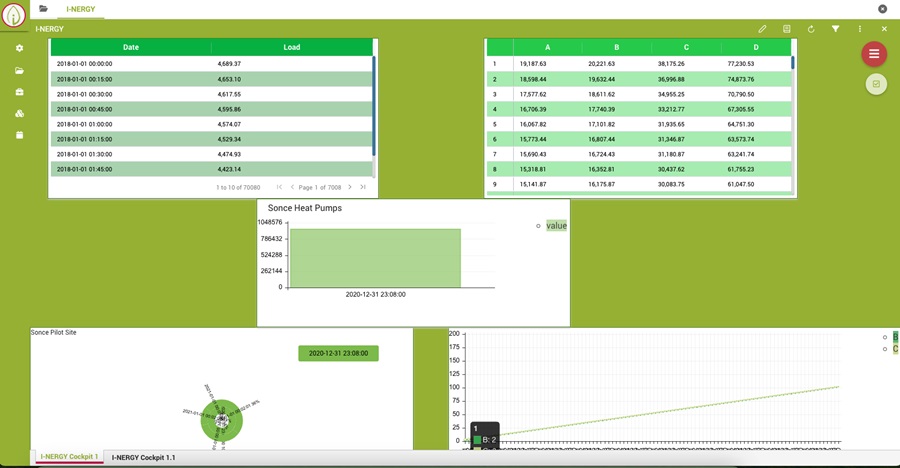 I-NERGY
I-NERGY
Date Load
2018-01-01 00:00:00 4,689.37
2018-01-01 00:15:00 4,653.10
2018-01-01 00:30:00 4,617.55
2018-01-01 00:45:00 4,595.86
2018-01-01 01:00:00 4,574.07
2018-01-01 01:15:00 4,529.34
2018-01-01 01:30:00 4,474.93
2018-01-01 01:45:00 4,423.14
1 to 10 of 70080 Page 1 of 7008
A B C D
1 19,187.63 20,221.63 38,175.26 77,230.53
2 18,598.44 19,632.44 36,996.88 74,873.76
3 17,577.62 18,611.62 34,955.25 70,790.50
4 16,706.39 17,740.39 33,212.77 67,305.55
5 16,067.82 17,101.82 31,935.65 64,751.30
6 15,773.44 16,807.44 31,346.87 63,573.74
7 15,690.43 16,724.43 31,180.87 63,241.74
8 15,318.81 16,352.81 30,437.62 61,755.23
9 15,141.87 16,175.87 30,083.75 61,047.50
Sonce Heat Pumps
1048576
786432
524288
262144
0
2020-12-31 23:08:00
value
Sonce Pilot Site
2020-12-31 23:08:00
200
175
150
125
100
75
50
25
0
1
B: 2
B
C
I-NERGY Cockpit 1 I-NERGY Cockpit 1.1